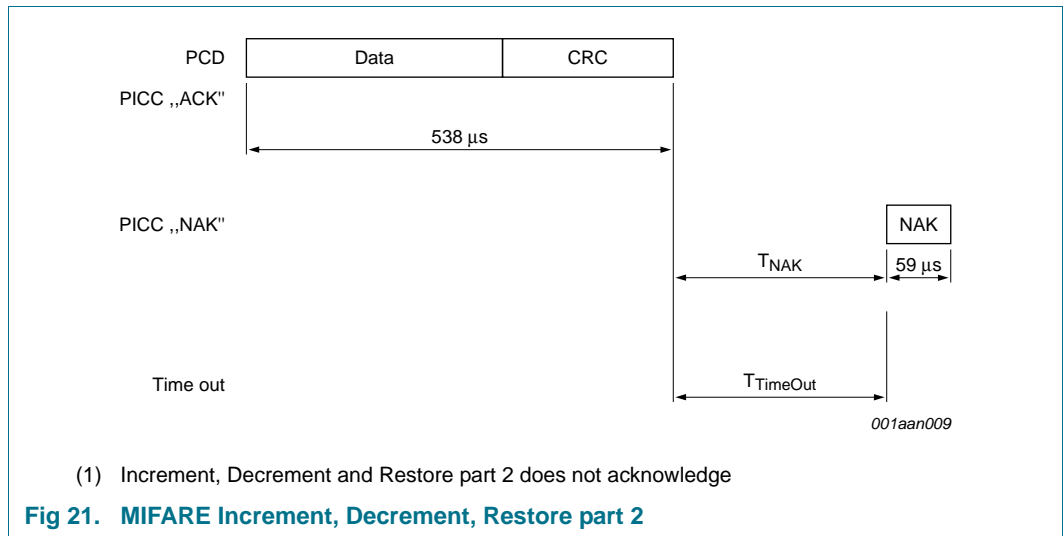 PCD Data CRC
PICC ,,ACK"
538 μs
PICC ,,NAK" NAK
TNAK 59 μs
Time out TTimeOut
001aan009
(1) Increment, Decrement and Restore part 2 does not acknowledge
Fig 21. MIFARE Increment, Decrement, Restore part 2